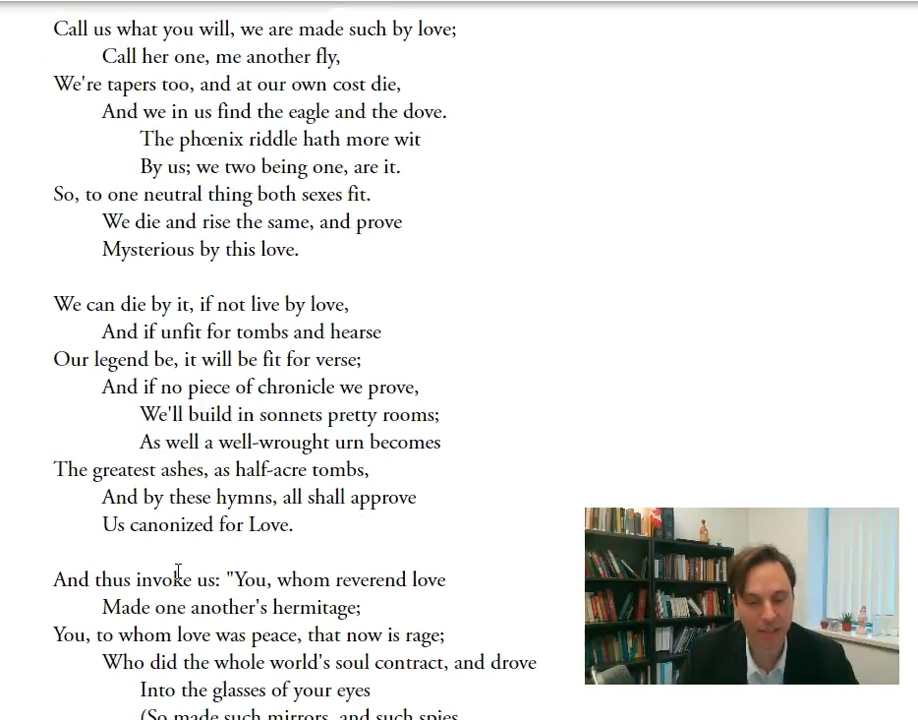 Call us what you will, we are made such by love;
Call her one, me another fly,
We're tapers too, and at our own cost die,
And we in us find the eagle and the dove.
The phœnix riddle hath more wit
By us; we two being one, are it.
So, to one neutral thing both sexes fit.
We die and rise the same, and prove
Mysterious by this love.
We can die by it, if not live by love,
And if unfit for tombs and hearse
Our legend be, it will be fit for verse;
And if no piece of chronicle we prove,
We'll build in sonnets pretty rooms;
As well a well-wrought urn becomes
The greatest ashes, as half-acre tombs,
And by these hymns, all shall approve
Us canonized for Love.
And thus invoke us: "You, whom reverend love
Made one another's hermitage;
You, to whom love was peace, that now is rage;
Who did the whole world's soul contract, and drove
Into the glasses of your eyes
(So made such mirrors, and such spies